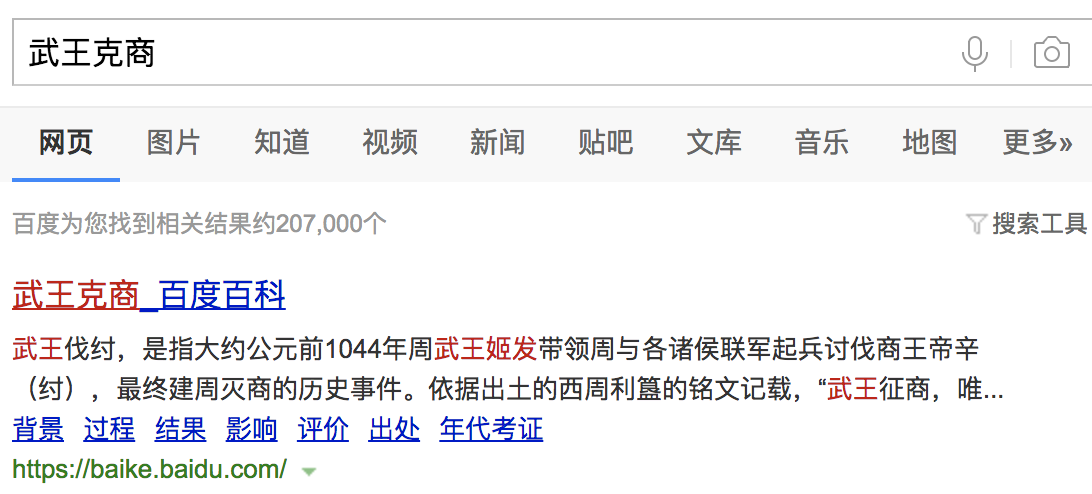 武王克商
网页 图片 知道 视频 新闻 贴吧 文库 音乐 地图 更多»
百度为您找到相关结果约207,000个 搜索工具
武王克商_百度百科
武王伐纣，是指大约公元前1044年周武王姬发带领周与各诸侯联军起兵讨伐商王帝辛
（纣），最终建周灭商的历史事件。依据出土的西周利簋的铭文记载，“武王征商，唯...
背景 过程 结果 影响 评价 出处 年代考证
https://baike.baidu.com/